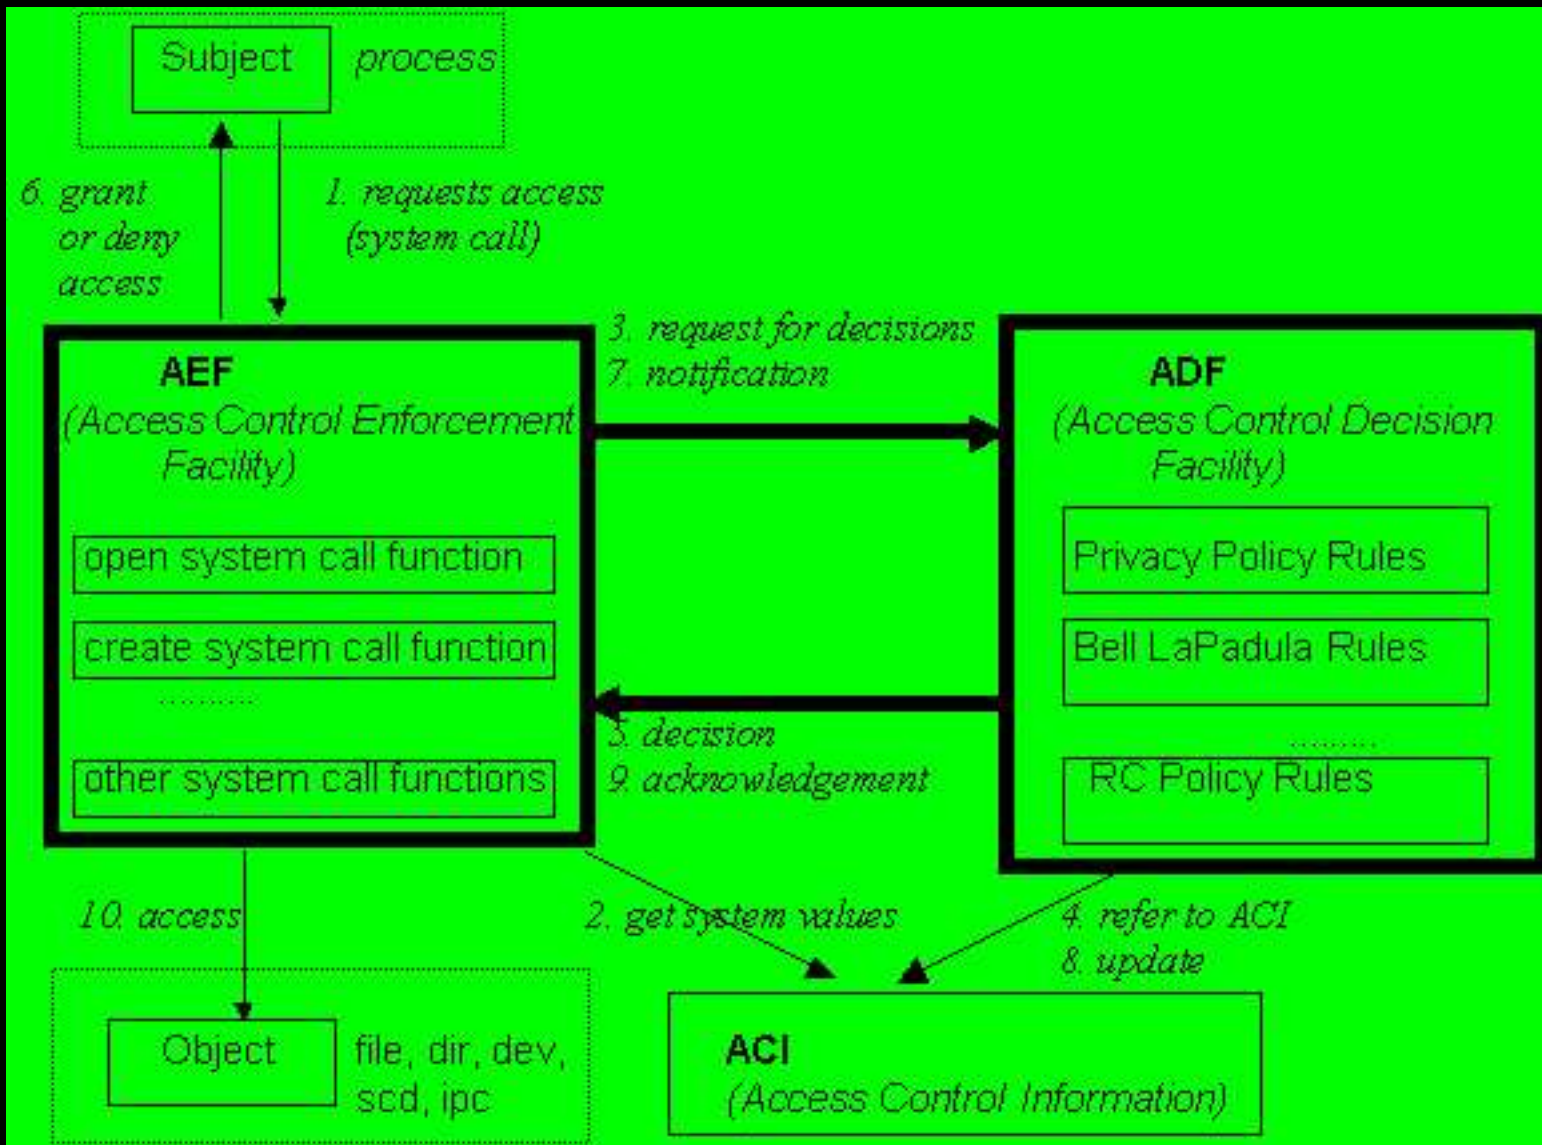 Subject process
6. grant
or deny
access
1. requests access
(system call)
AEF
(Access Control Enforcement
Facility)
open system call function
create system call function
..........
other system call functions
3. request for decisions
7. notification
5. decision
9. acknowledgement
ADF
(Access Control Decision
Facility)
Privacy Policy Rules
Bell LaPadula Rules
.........
RC Policy Rules
10. access
2. get system values
4. refer to ACI
8. update
Object
file, dir, dev,
scd, ipc
ACI
(Access Control Information)